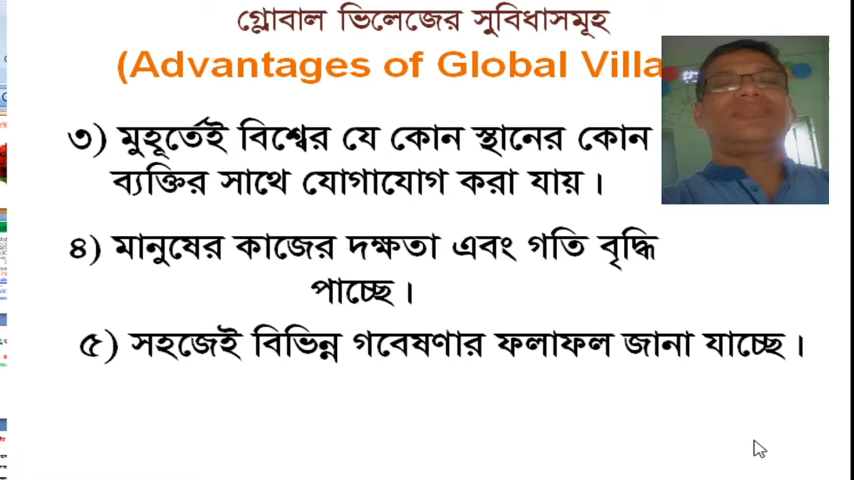 গ্লোবাল ভিলেজের সুবিধাসমূহ
(Advantages of Global Villa
৩) মুহূর্তেই বিশ্বের যে কোন স্থানের কোন
ব্যক্তির সাথে যোগাযোগ করা যায় ।
৪) মানুষের কাজের দক্ষতা এবং গতি বৃদ্ধি
পাচ্ছে ।
৫) সহজেই বিভিন্ন গবেষণার ফলাফল জানা যাচ্ছে ।